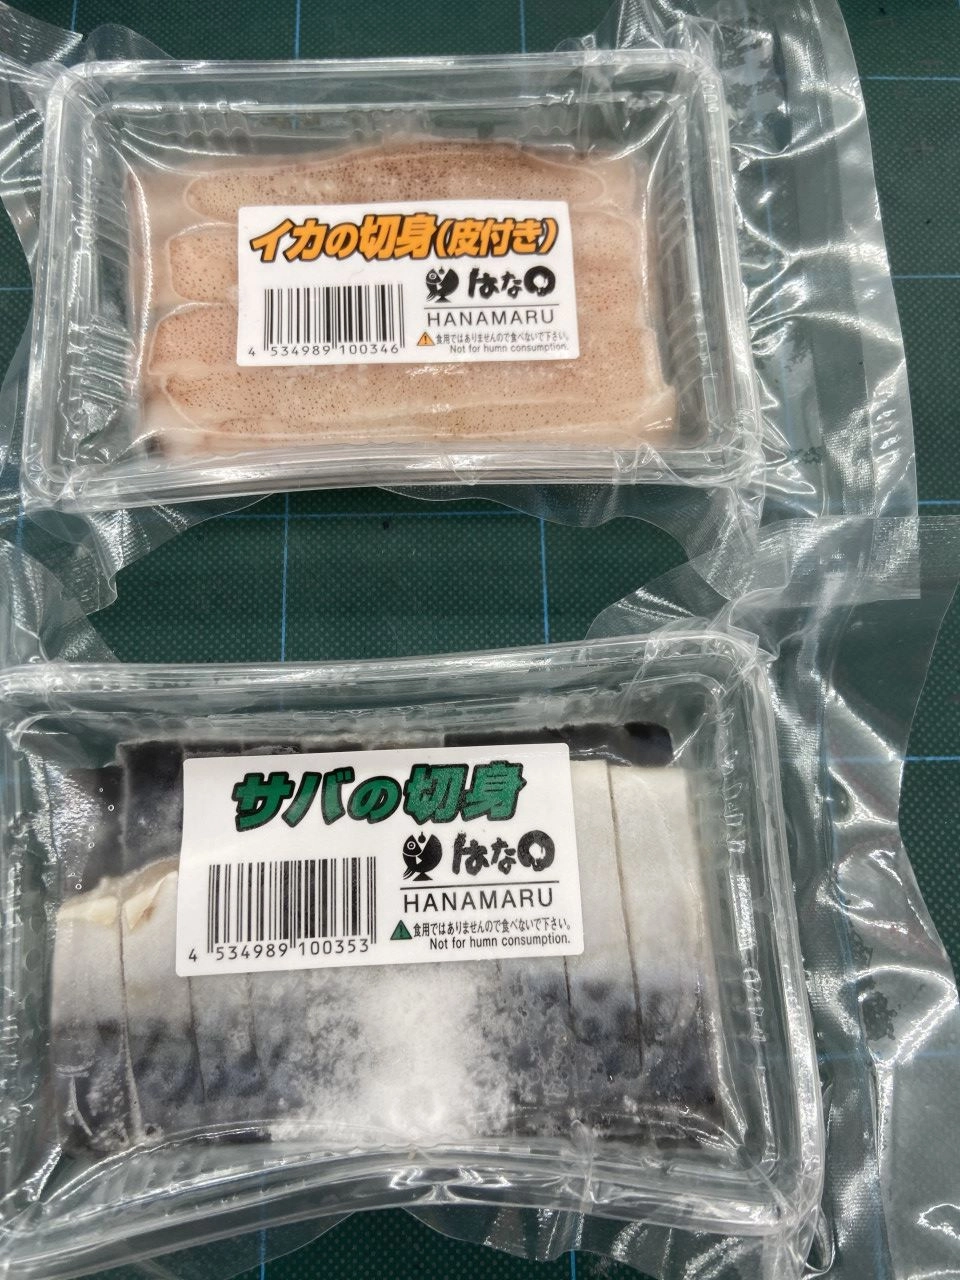 イカの切身(皮付き)
はな〇
HANAMARU
4 534989 100346
食用ではありませんので食べないで下さい。
Not for humn consumption.
サバの切身
はな〇
HANAMARU
4 534989 100353
食用ではありませんので食べないで下さい。
Not for humn consumption.